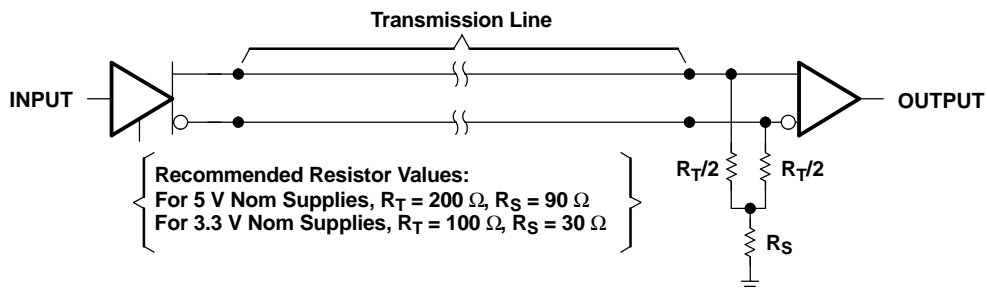 Transmission Line
INPUT
OUTPUT
Recommended Resistor Values:
For 5 V Nom Supplies, RT = 200 Ω, RS = 90 Ω
For 3.3 V Nom Supplies, RT = 100 Ω, RS = 30 Ω
RT/2
RT/2
RS